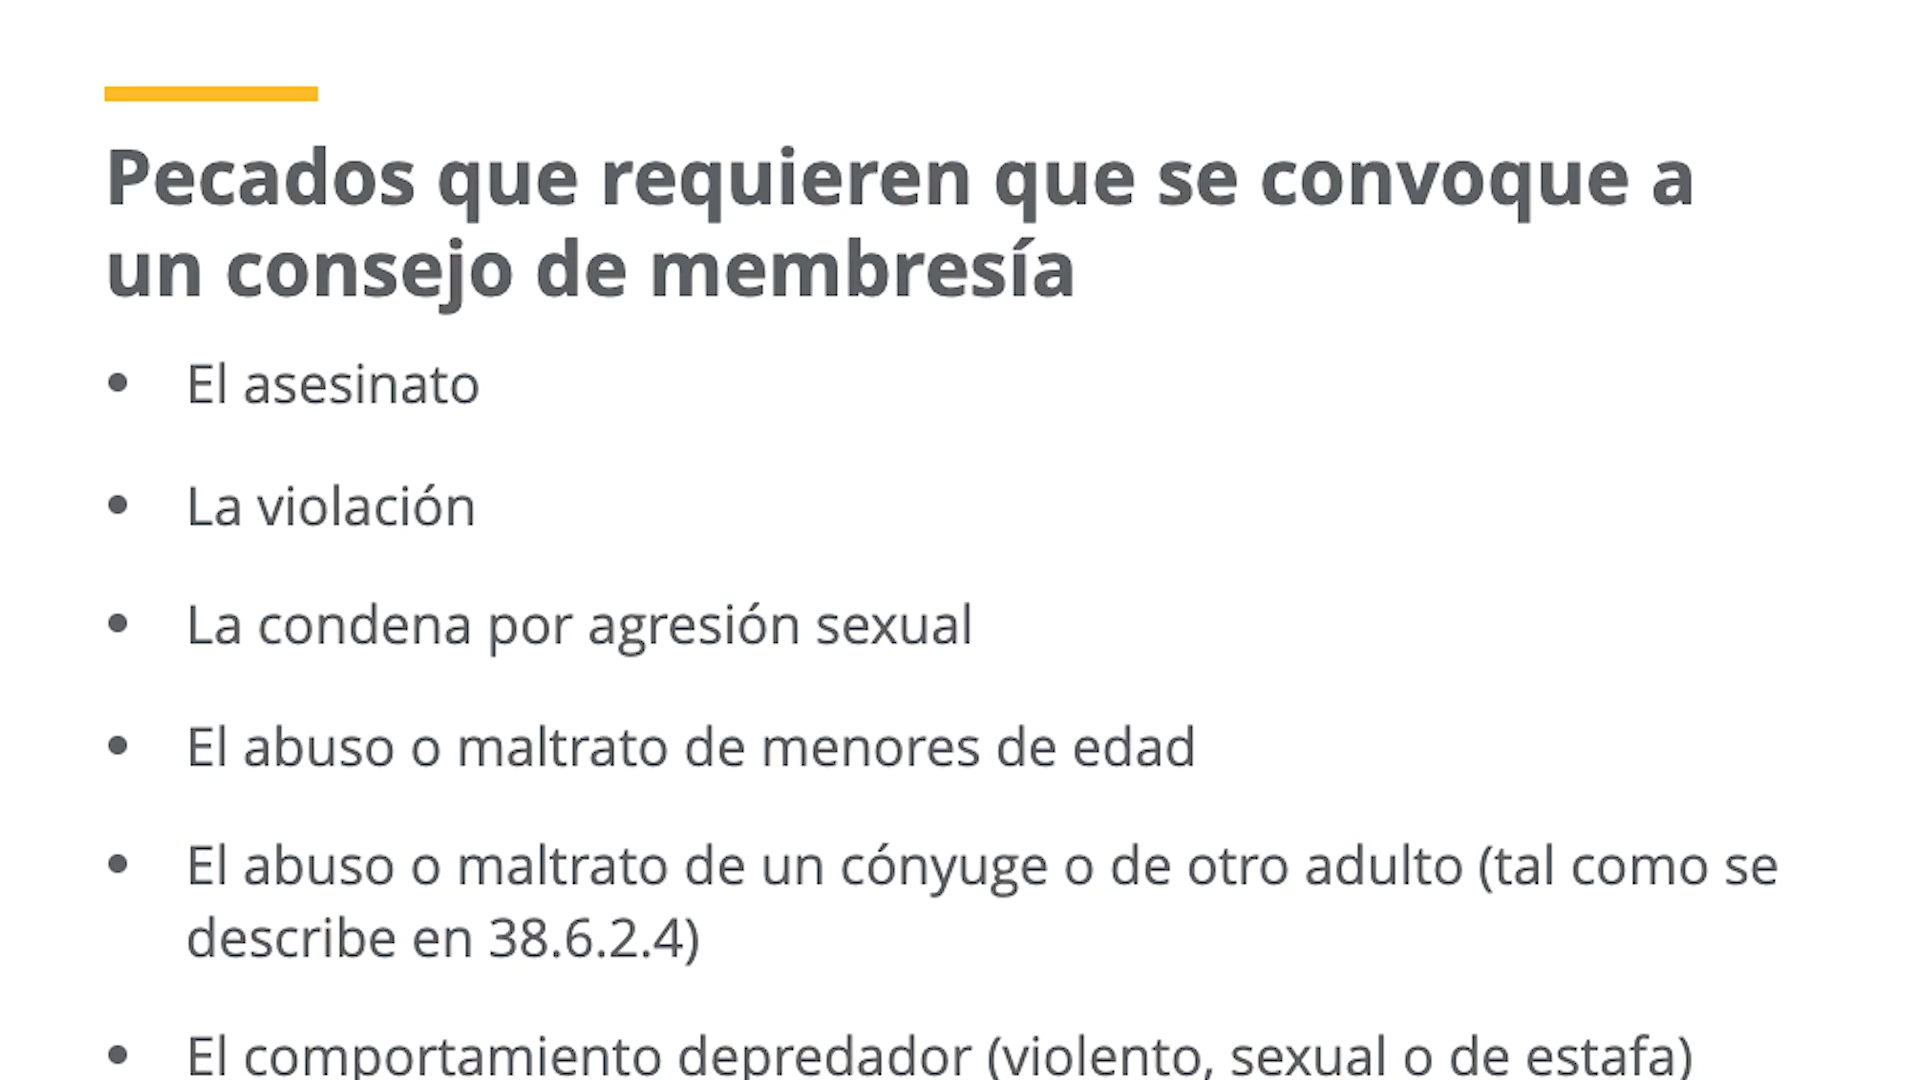 Pecados que requieren que se convoque a
un consejo de membresía
• El asesinato
• La violación
• La condena por agresión sexual
• El abuso o maltrato de menores de edad
• El abuso o maltrato de un cónyuge o de otro adulto (tal como se
describe en 38.6.2.4)
• El comportamiento depredador (violento, sexual o de estafa)